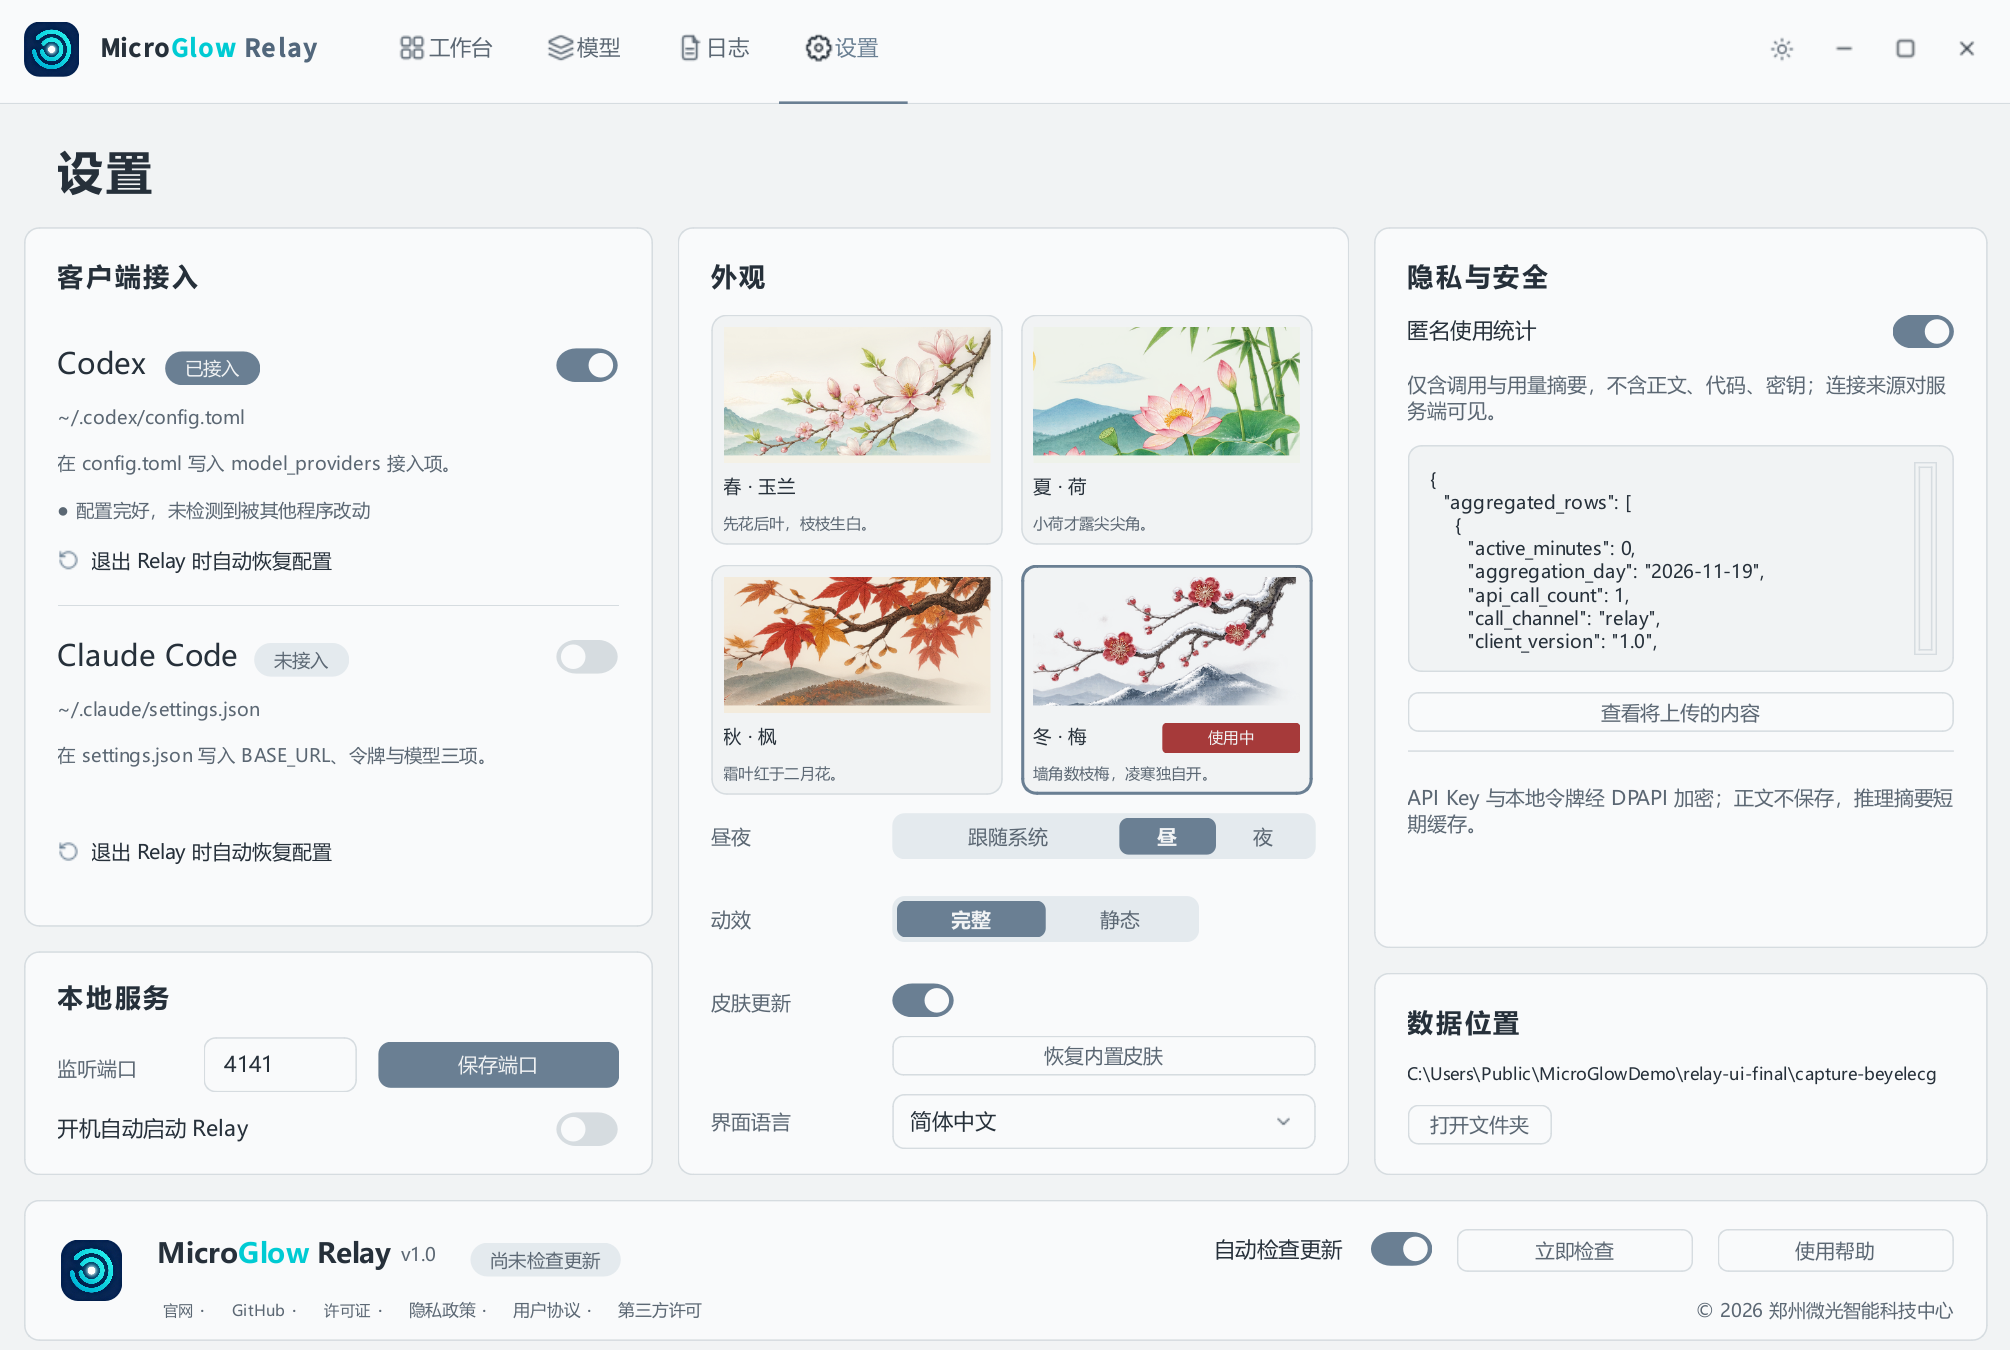 MicroGlow Relay
工作台
模型
日志
设置
设置
客户端接入
Codex 已接入
~/.codex/config.toml
在 config.toml 写入 model_providers 接入项。
● 配置完好，未检测到被其他程序改动
退出 Relay 时自动恢复配置
Claude Code 未接入
~/.claude/settings.json
在 settings.json 写入 BASE_URL、令牌与模型三项。
退出 Relay 时自动恢复配置
本地服务
监听端口 4141 保存端口
开机自动启动 Relay
外观
春 · 玉兰
先花后叶，枝枝生白。
夏 · 荷
小荷才露尖尖角。
秋 · 枫
霜叶红于二月花。
冬 · 梅 使用中
墙角数枝梅，凌寒独自开。
昼夜 跟随系统 昼 夜
动效 完整 静态
皮肤更新
恢复内置皮肤
界面语言 简体中文
隐私与安全
匿名使用统计
仅含调用与用量摘要，不含正文、代码、密钥；连接来源对服
务端可见。
{
"aggregated_rows": [
{
"active_minutes": 0,
"aggregation_day": "2026-11-19",
"api_call_count": 1,
"call_channel": "relay",
"client_version": "1.0",
查看将上传的内容
API Key 与本地令牌经 DPAPI 加密；正文不保存，推理摘要短
期缓存。
数据位置
C:\Users\Public\MicroGlowDemo\relay-ui-final\capture-beyelecg
打开文件夹
MicroGlow Relay v1.0 尚未检查更新
官网 · GitHub · 许可证 · 隐私政策 · 用户协议 · 第三方许可
自动检查更新 立即检查 使用帮助
© 2026 郑州微光智能科技中心